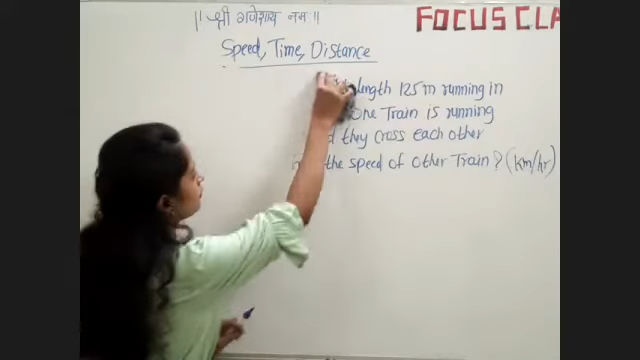 || श्री गणेशाय नमः ||
FOCUS CLA
Speed, Time, Distance
length 125 m running in
One Train is running
they cross each other
the speed of other Train? (km/hr)